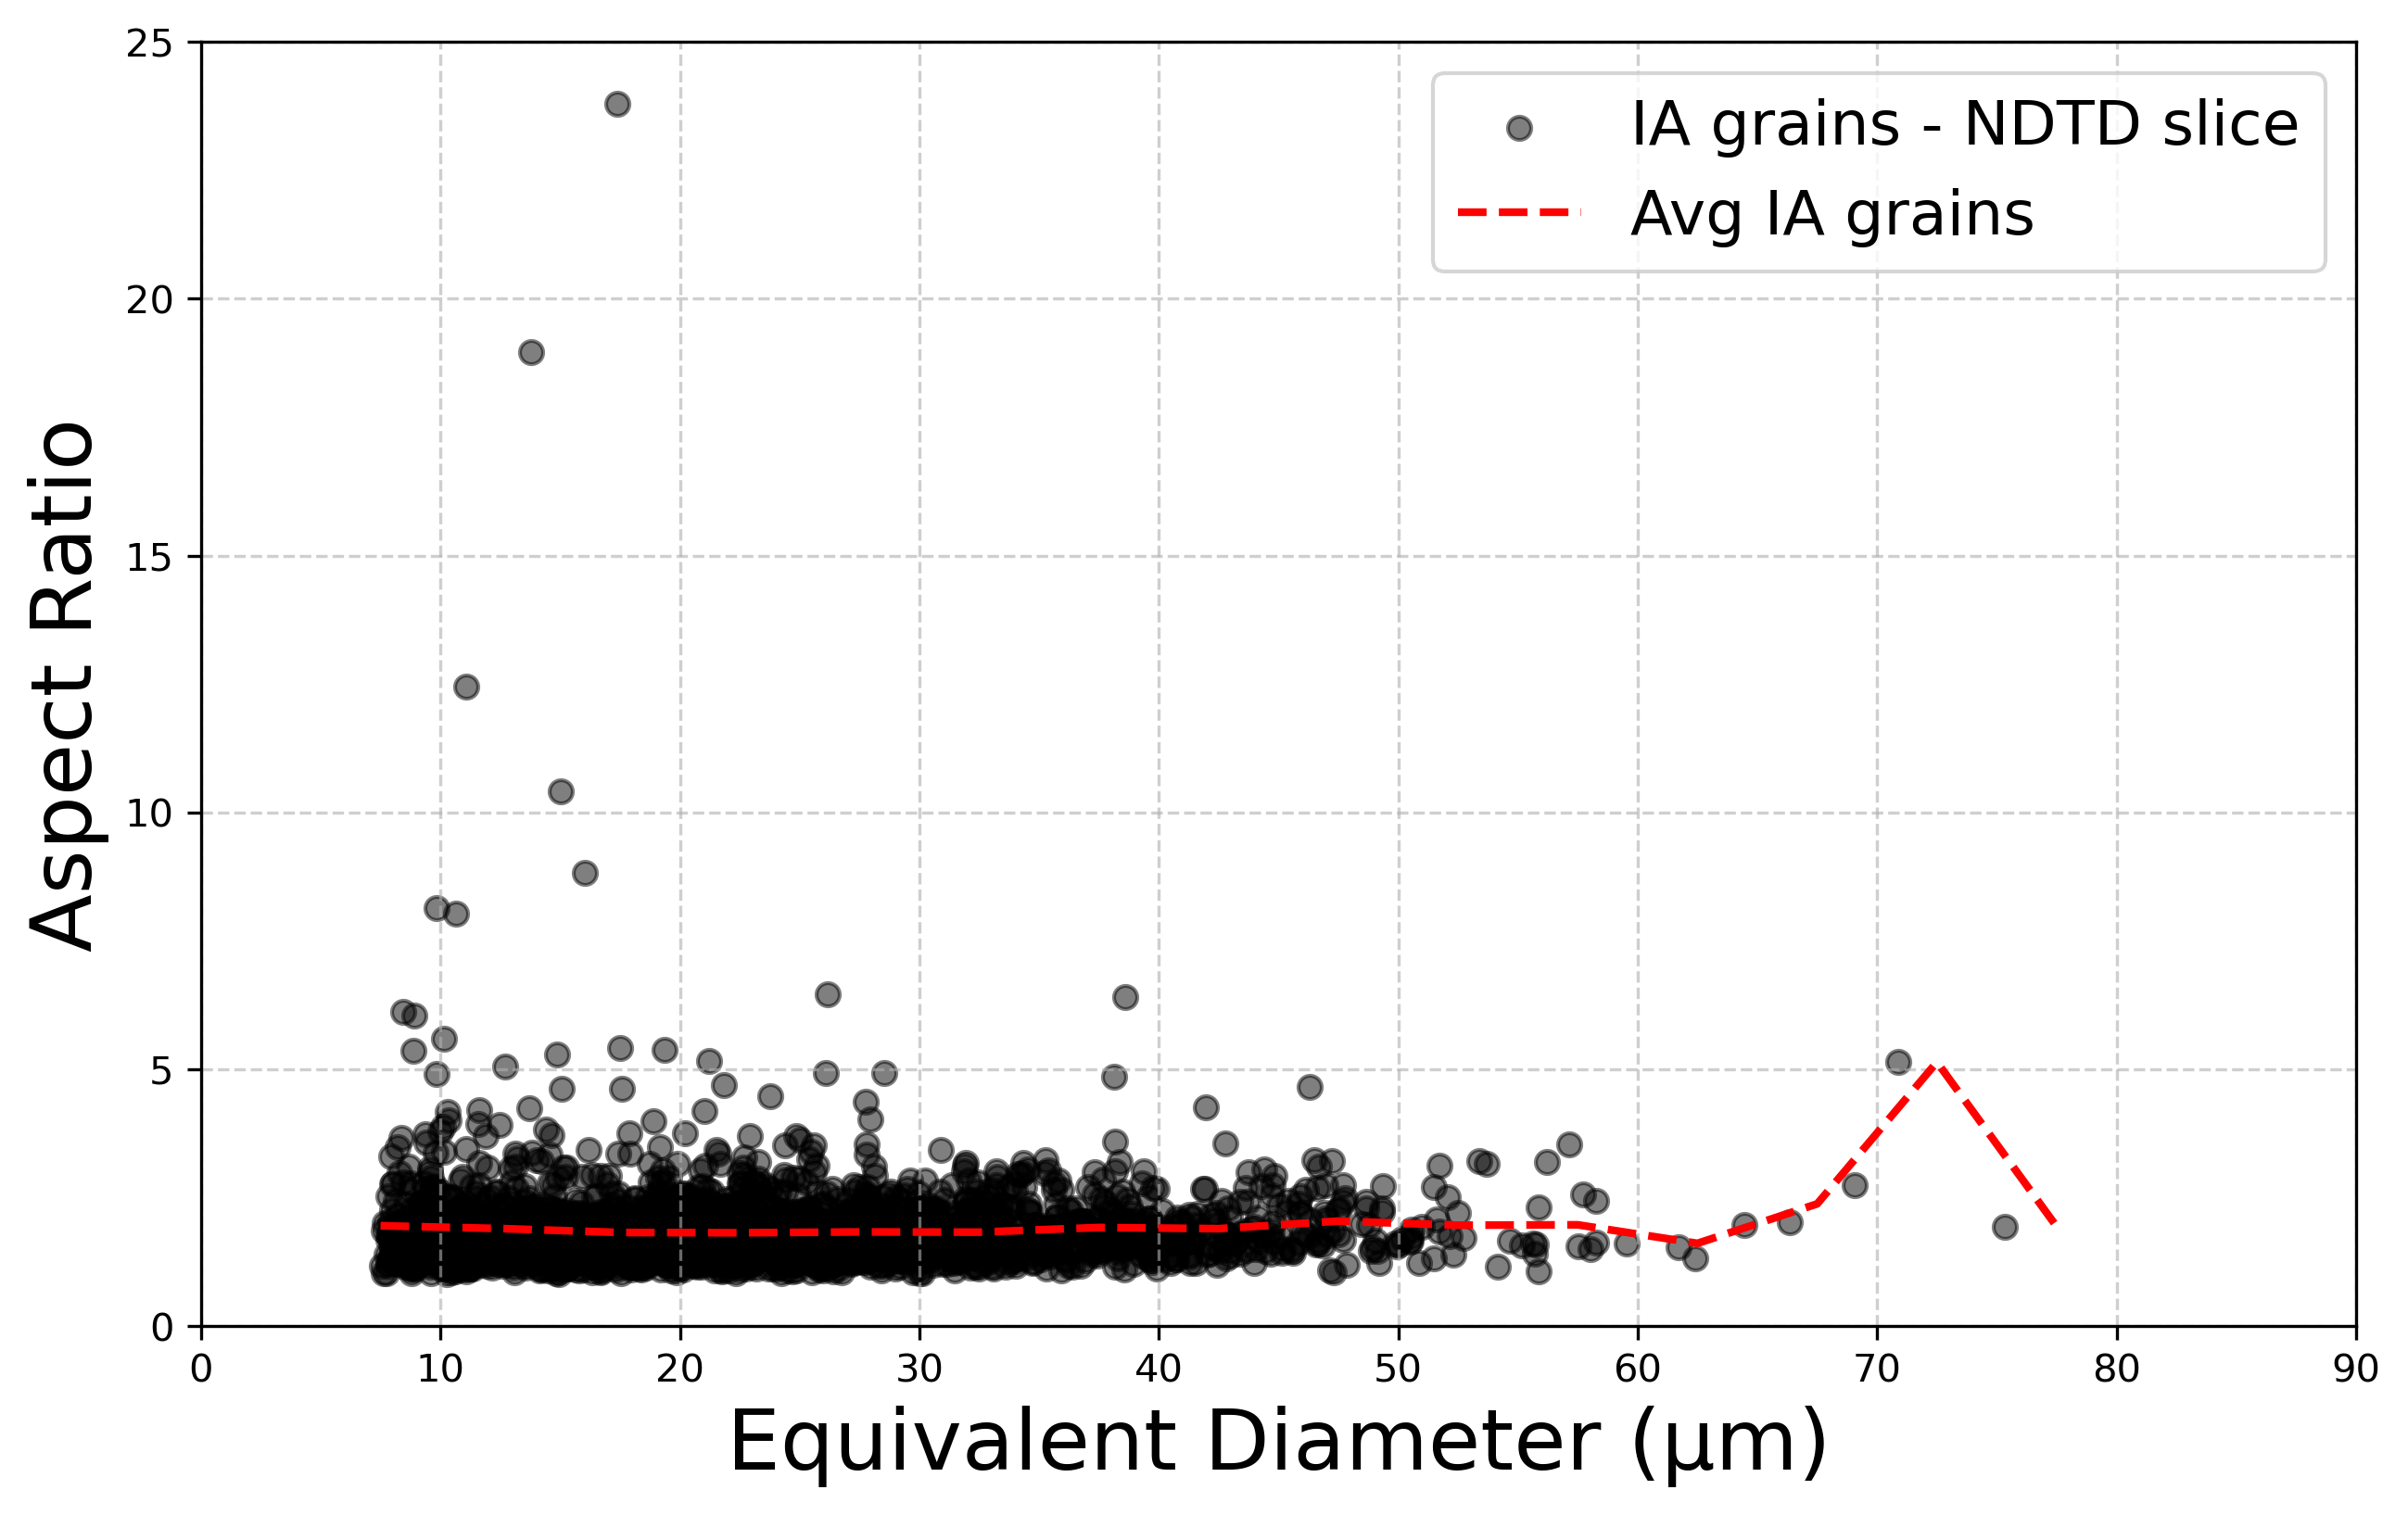 25
20
15
10
5
0
0 10 20 30 40 50 60 70 80 90
Aspect Ratio
Equivalent Diameter (μm)
IA grains - NDTD slice
Avg IA grains